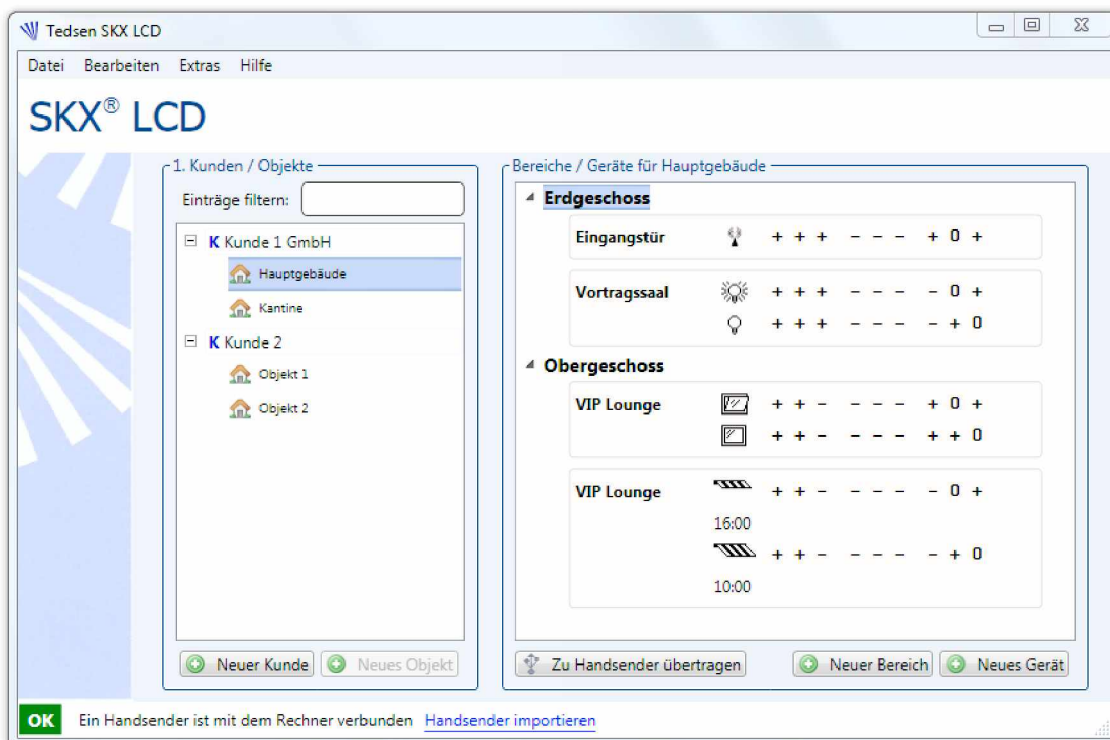 Tedsen SKX LCD
Datei Bearbeiten Extras Hilfe
SKX® LCD
1. Kunden / Objekte
Einträge filtern:
K Kunde 1 GmbH
Hauptgebäude
Kantine
K Kunde 2
Objekt 1
Objekt 2
Neuer Kunde Neues Objekt
Bereiche / Geräte für Hauptgebäude
Erdgeschoss
Eingangstür + + + - - - + 0 +
Vortragssaal + + + - - - - 0 +
+ + + - - - - + 0
Obergeschoss
VIP Lounge + + - - - - + 0 +
+ + - - - - + + 0
VIP Lounge + + - - - - - 0 +
16:00
+ + - - - - - + 0
10:00
Zu Handsender übertragen Neuer Bereich Neues Gerät
OK Ein Handsender ist mit dem Rechner verbunden Handsender importieren